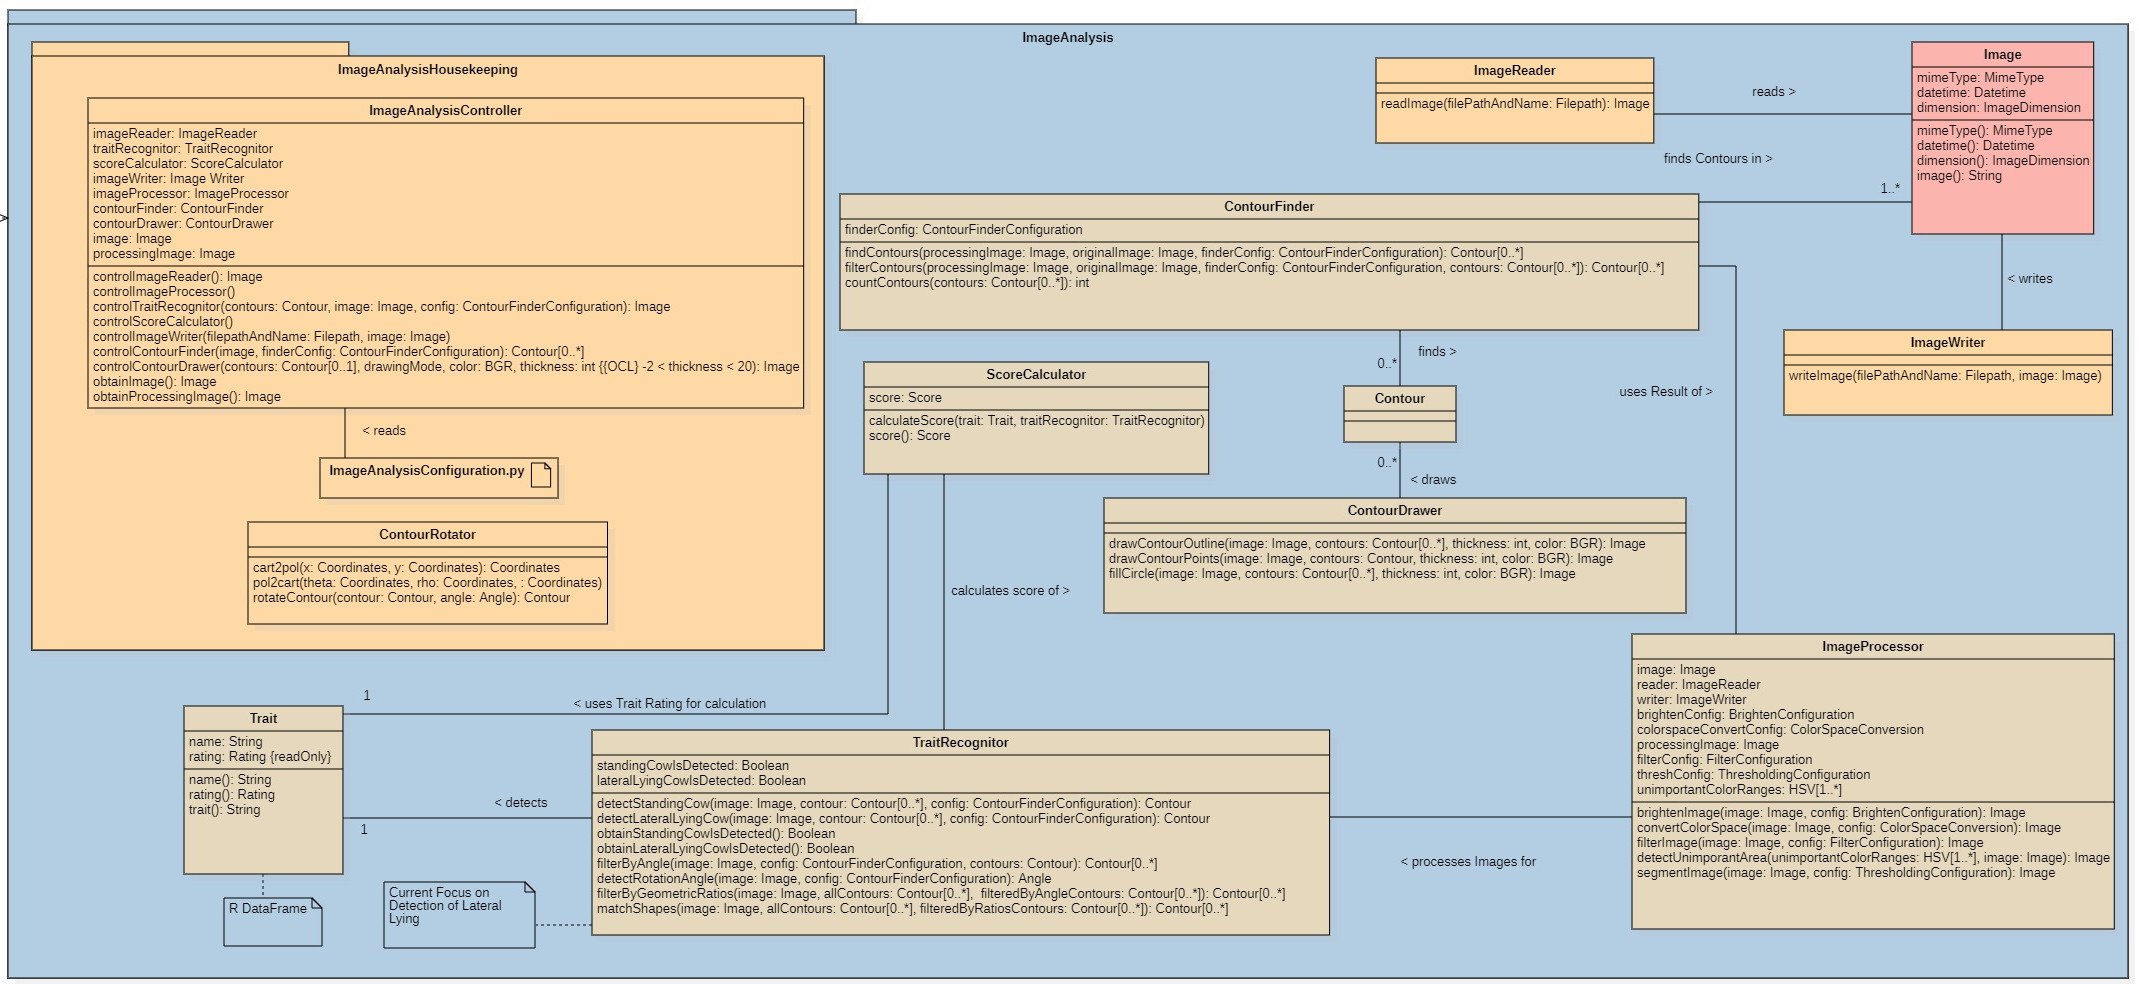 ImageAnalysis
ImageAnalysisHousekeeping
ImageAnalysisController
imageReader: ImageReader
traitRecognitor: TraitRecognitor
scoreCalculator: ScoreCalculator
imageWriter: Image Writer
imageProcessor: ImageProcessor
contourFinder: ContourFinder
contourDrawer: ContourDrawer
image: Image
processingImage: Image
controlImageReader(): Image
controlImageProcessor()
controlTraitRecognitor(contours: Contour, image: Image, config: ContourFinderConfiguration): Image
controlScoreCalculator()
controlImageWriter(filepathAndName: Filepath, image: Image)
controlContourFinder(image, finderConfig: ContourFinderConfiguration): Contour[0..*]
controlContourDrawer(contours: Contour[0..1], drawingMode, color: BGR, thickness: int {{OCL} -2 < thickness < 20): Image
obtainImage(): Image
obtainProcessingImage(): Image
< reads
ImageAnalysisConfiguration.py
ContourRotator
cart2pol(x: Coordinates, y: Coordinates): Coordinates
pol2cart(theta: Coordinates, rho: Coordinates, : Coordinates)
rotateContour(contour: Contour, angle: Angle): Contour
ImageReader
readImage(filePathAndName: Filepath): Image
reads >
Image
mimeType: MimeType
datetime: Datetime
dimension: ImageDimension
mimeType(): MimeType
datetime(): Datetime
dimension(): ImageDimension
image(): String
finds Contours in >
1..*
ContourFinder
finderConfig: ContourFinderConfiguration
findContours(processingImage: Image, originalImage: Image, finderConfig: ContourFinderConfiguration): Contour[0..*]
filterContours(processingImage: Image, originalImage: Image, finderConfig: ContourFinderConfiguration, contours: Contour[0..*]): Contour[0..*]
countContours(contours: Contour[0..*]): int
< writes
ImageWriter
writeImage(filePathAndName: Filepath, image: Image)
finds >
0..*
uses Result of >
ScoreCalculator
score: Score
calculateScore(trait: Trait, traitRecognitor: TraitRecognitor)
score(): Score
Contour
0..*
< draws
ContourDrawer
drawContourOutline(image: Image, contours: Contour[0..*], thickness: int, color: BGR): Image
drawContourPoints(image: Image, contours: Contour, thickness: int, color: BGR): Image
fillCircle(image: Image, contours: Contour[0..*], thickness: int, color: BGR): Image
calculates score of >
ImageProcessor
image: Image
reader: ImageReader
writer: ImageWriter
brightenConfig: BrightenConfiguration
colorspaceConvertConfig: ColorSpaceConversion
processingImage: Image
filterConfig: FilterConfiguration
threshConfig: ThresholdingConfiguration
unimportantColorRanges: HSV[1..*]
brightenImage(image: Image, config: BrightenConfiguration): Image
convertColorSpace(image: Image, config: ColorSpaceConversion): Image
filterImage(image: Image, config: FilterConfiguration): Image
detectUnimporantArea(unimportantColorRanges: HSV[1..*], image: Image): Image
segmentImage(image: Image, config: ThresholdingConfiguration): Image
1
< uses Trait Rating for calculation
Trait
name: String
rating: Rating {readOnly}
name(): String
rating(): Rating
trait(): String
< detects
1
TraitRecognitor
standingCowIsDetected: Boolean
lateralLyingCowIsDetected: Boolean
detectStandingCow(image: Image, contour: Contour[0..*], config: ContourFinderConfiguration): Contour
detectLateralLyingCow(image: Image, contour: Contour[0..*], config: ContourFinderConfiguration): Contour
obtainStandingCowIsDetected(): Boolean
obtainLateralLyingCowIsDetected(): Boolean
filterByAngle(image: Image, config: ContourFinderConfiguration, contours: Contour): Contour[0..*]
detectRotationAngle(image: Image, config: ContourFinderConfiguration): Angle
filterByGeometricRatios(image: Image, allContours: Contour[0..*], filteredByAngleContours: Contour[0..*]): Contour[0..*]
matchShapes(image: Image, allContours: Contour[0..*], filteredByRatiosContours: Contour[0..*]): Contour[0..*]
< processes Images for
R DataFrame
Current Focus on
Detection of Lateral
Lying